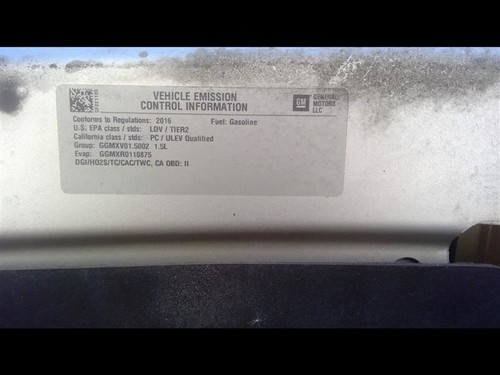 VEHICLE EMISSION
CONTROL INFORMATION
GM
GENERAL
MOTORS
LLC
Conforms to Regulations: 2016 Fuel: Gasoline
U.S. EPA class / stds: LDV / TIER2
California class / stds: PC / ULEV Qualified
Group: GGMXV01.5002 1.5L
Evap: GGMXR0110875
DGI/HO2S/TC/CAC/TWC, CA OBD: II